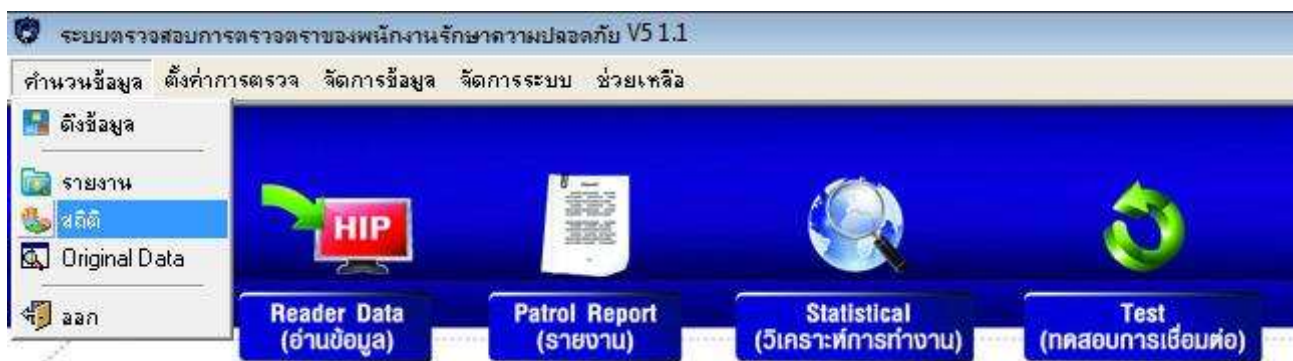 ระบบตรวจสอบการตรวจตราของพนักงานรักษาความปลอดภัย V5 1.1
คำนวนข้อมูล ตั้งค่าการตรวจ จัดการข้อมูล จัดการระบบ ช่วยเหลือ
ดึงข้อมูล
รายงาน
สถิติ
Original Data
ออก
HIP
Reader Data
(อ่านข้อมูล)
Patrol Report
(รายงาน)
Statistical
(วิเคราะห์การทำงาน)
Test
(ทดสอบการเชื่อมต่อ)